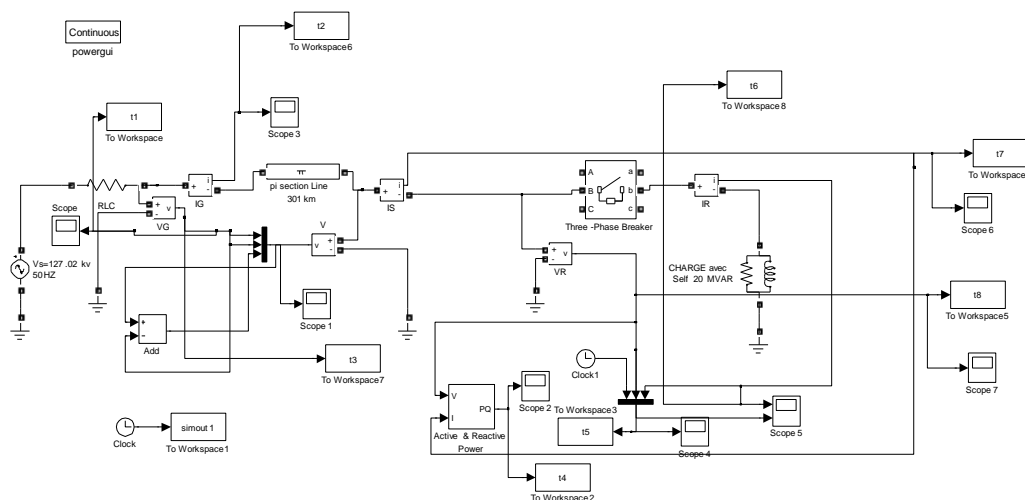 Continuous
powergui
t2
To Workspace6
t1
To Workspace
Scope 3
t6
To Workspace8
t7
To Workspace
i
+
-
IG
pi section Line
301 km
i
+
-
IS
A
a
B
b
C
c
Three -Phase Breaker
i
+
-
IR
Scope 6
RLC
Scope
+
-
v
VG
V
v
+
-
Vs=127 .02 kv
50HZ
+
-
v
VR
CHARGE avec
Self 20 MVAR
t8
To Workspace5
Scope 1
+
-
Add
t3
To Workspace7
Clock1
Scope 7
V
I
PQ
Active & Reactive
Power
Scope 2
To Workspace3
t5
Scope 4
Scope 5
Clock
simout 1
To Workspace1
t4
To Workspace2